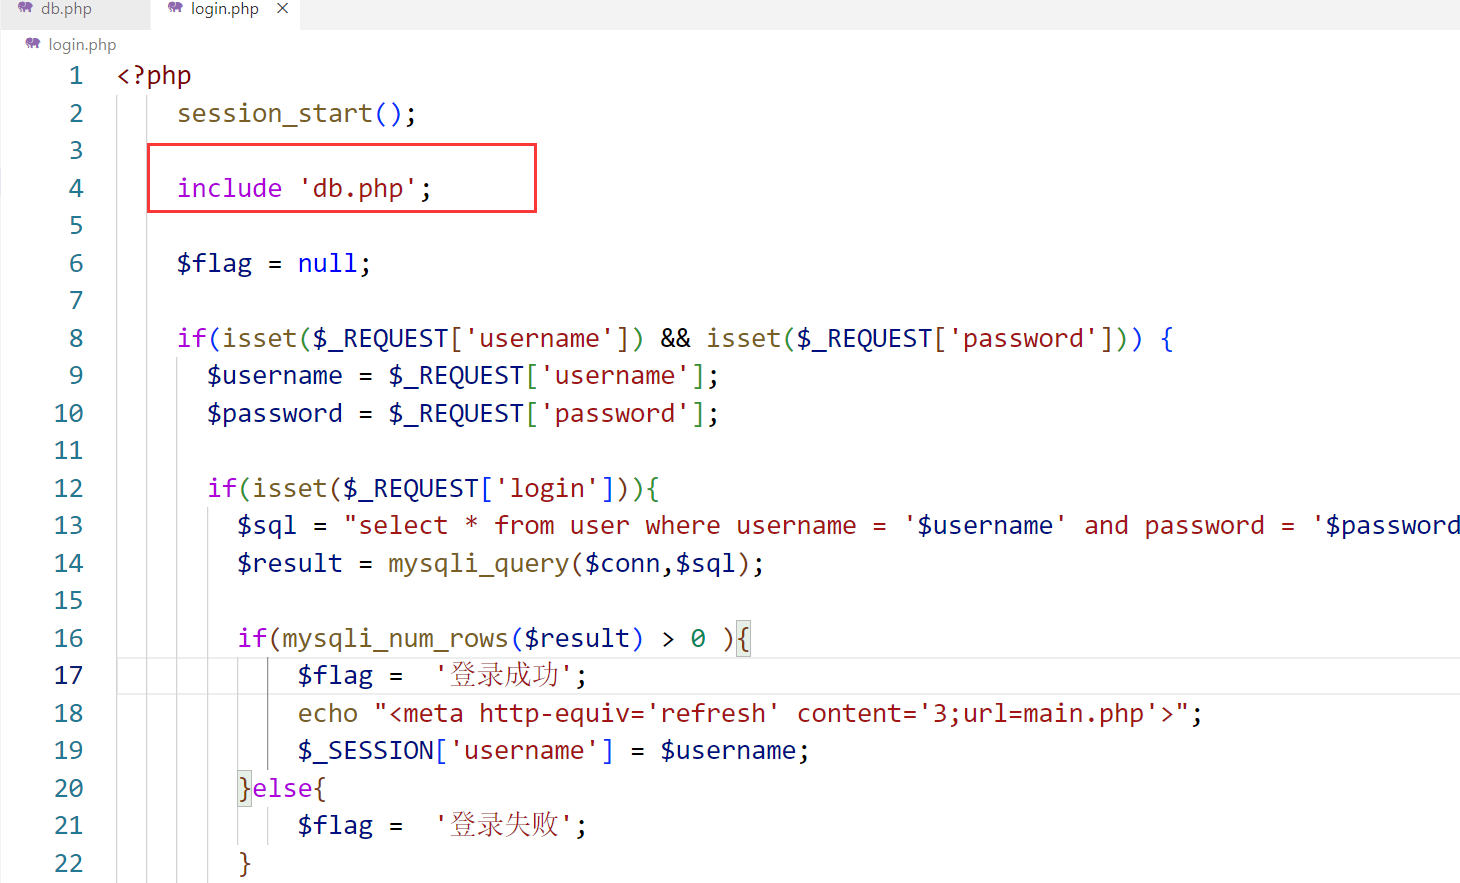 db.php login.php ×
login.php
1 <?php
2 session_start();
3
4 include 'db.php';
5
6 $flag = null;
7
8 if(isset($_REQUEST['username']) && isset($_REQUEST['password'])) {
9 $username = $_REQUEST['username'];
10 $password = $_REQUEST['password'];
11
12 if(isset($_REQUEST['login'])){
13 $sql = "select * from user where username = '$username' and password = '$password
14 $result = mysqli_query($conn,$sql);
15
16 if(mysqli_num_rows($result) > 0 ){
17 $flag =  '登录成功';
18 echo "<meta http-equiv='refresh' content='3;url=main.php'>";
19 $_SESSION['username'] = $username;
20 }else{
21 $flag =  '登录失败';
22 }